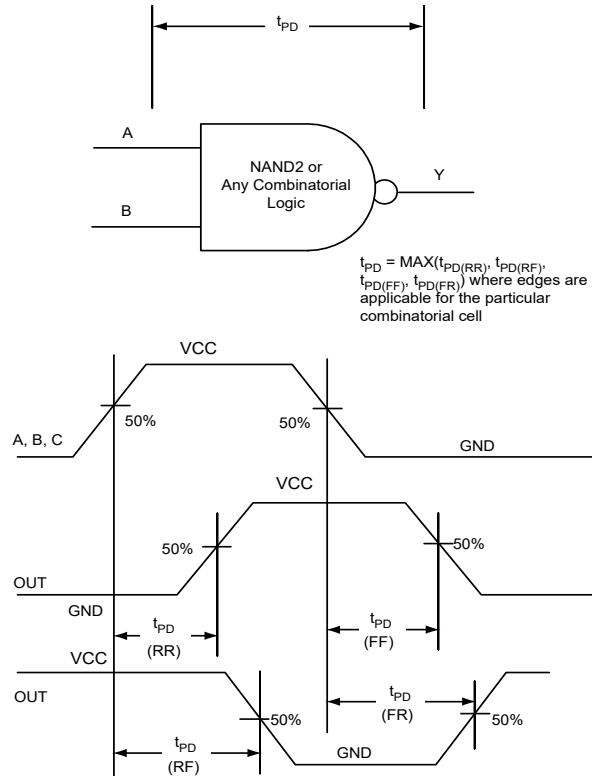 tPD
A
B
NAND2 or
Any Combinatorial
Logic
Y
tPD = MAX(tPD(RR), tPD(RF),
tPD(FF), tPD(FR)) where edges are
applicable for the particular
combinatorial cell
VCC
A, B, C
50%
50%
GND
VCC
50%
50%
OUT
GND
tPD
(RR)
tPD
(FF)
VCC
OUT
tPD
(FR)
50%
50%
tPD
(RF)
GND